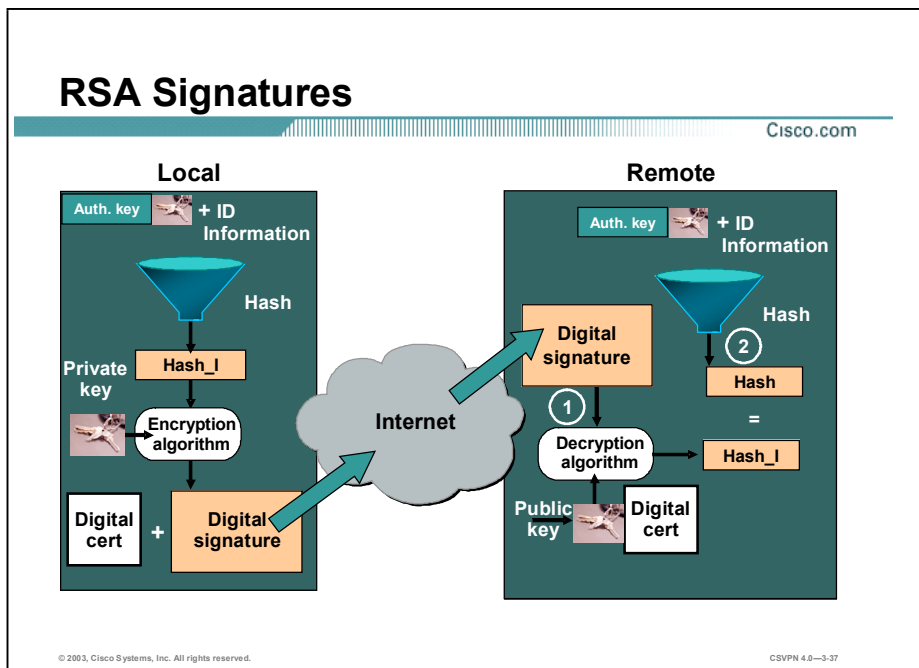 RSA Signatures
Cisco.com
Local
Auth. key
+ ID
Information
Hash
Hash_I
Private
key
Encryption
algorithm
Digital
cert
+
Digital
signature
Internet
Remote
Auth. key
+ ID
Information
Hash
Digital
signature
2
Hash
1
=
Decryption
algorithm
Hash_I
Public
key
Digital
cert
© 2003, Cisco Systems, Inc. All rights reserved.
CSVPN 4.0—3-37